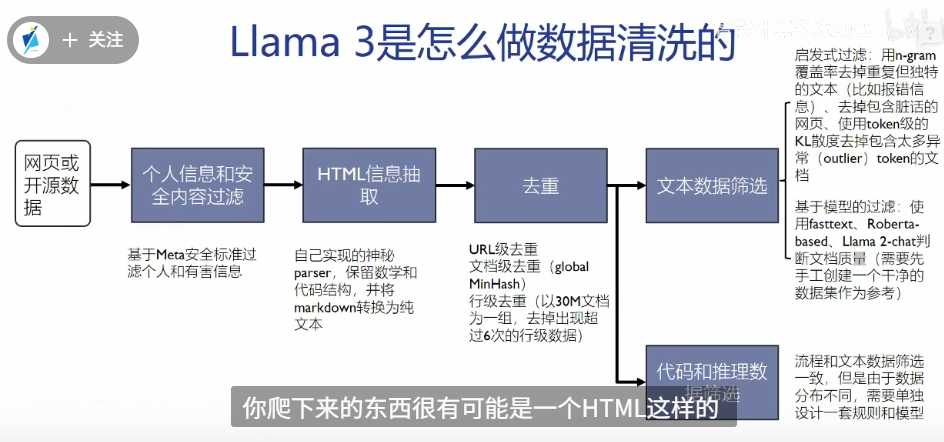 + 关注
Llama 3是怎么做数据清洗的
网页或
开源数
据
个人信息和安
全内容过滤
基于Meta安全标准过
滤个人和有害信息
HTML信息抽
取
自己实现的神秘
parser，保留数学和
代码结构，并将
markdown转换为纯
文本
去重
URL级去重
文档级去重（global
MinHash）
行级去重（以30M文档
为一组，去掉出现超
过6次的行级数据）
文本数据筛选
启发式过滤：用n-gram
覆盖率去掉重复但独特
的文本（比如报错信
息）、去掉包含脏话的
网页、使用token级的
KL散度去掉包含太多异
常（outlier）token的文
档
基于模型的过滤：使
用fasttext、Roberta-
based、Llama 2-chat判
断文档质量（需要先
手工创建一个干净的
数据集作为参考）
代码和推理数
据筛选
流程和文本数据筛选
一致，但是由于数据
分布不同，需要单独
设计一套规则和模型
你爬下来的东西很有可能是一个HTML这样的